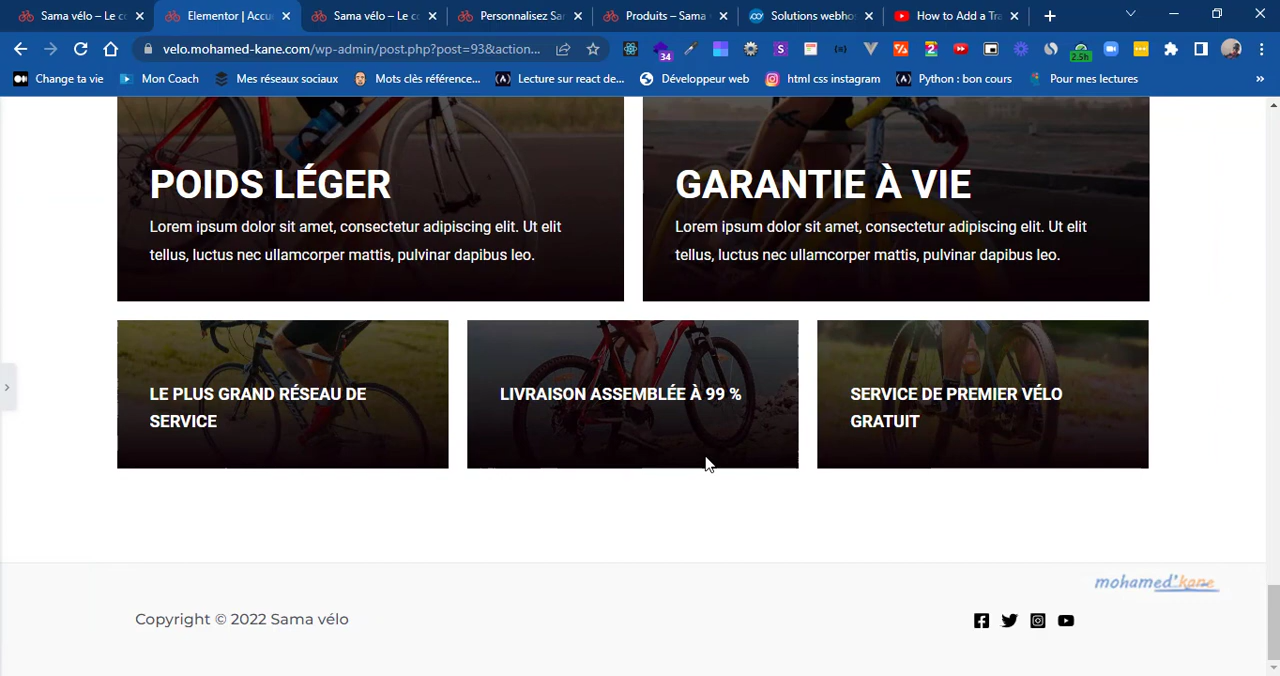 Sama vélo – Le c
Elementor | Accu
Sama vélo – Le c
Personnalisez Sa
Produits – Sama
Solutions webho
How to Add a Tra
velo.mohamed-kane.com/wp-admin/post.php?post=93&action...
34
2
2.5h
Change ta vie
Mon Coach
Mes réseaux sociaux
Mots clès référence...
Lecture sur react de...
Développeur web
html css instagram
Python : bon cours
Pour mes lectures
»
POIDS LÉGER
Lorem ipsum dolor sit amet, consectetur adipiscing elit. Ut elit
tellus, luctus nec ullamcorper mattis, pulvinar dapibus leo.
GARANTIE À VIE
Lorem ipsum dolor sit amet, consectetur adipiscing elit. Ut elit
tellus, luctus nec ullamcorper mattis, pulvinar dapibus leo.
LE PLUS GRAND RÉSEAU DE
SERVICE
LIVRAISON ASSEMBLÉE À 99 %
SERVICE DE PREMIER VÉLO
GRATUIT
mohamed'kane
Copyright © 2022 Sama vélo